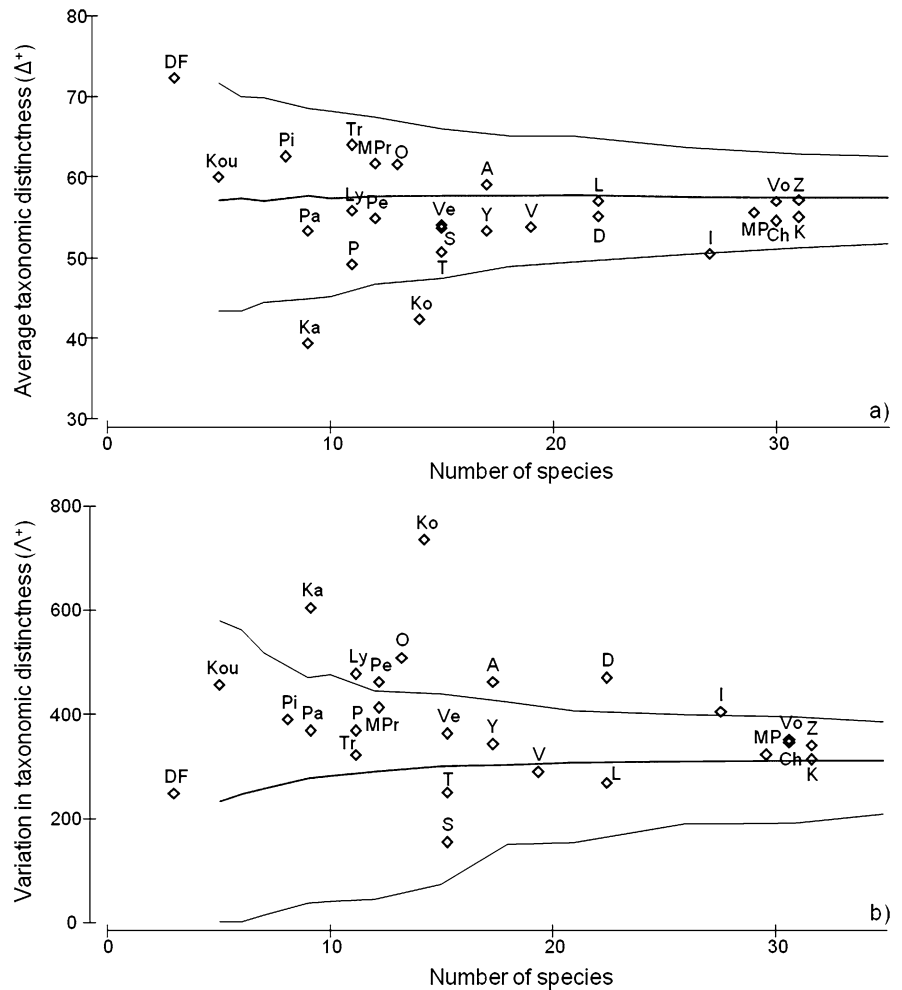 Average taxonomic distinctness (Δ⁺)
80
70
60
50
40
30
DF
Kou
Pi
Tr
MPr
O
Pa
Ly
Pe
P
Ka
Ko
Ve
S
T
A
Y
V
L
D
I
MP
Vo
Ch
Z
K
a)
0 10 20 30
Number of species
Variation in taxonomic distinctness (Λ⁺)
800
600
400
200
0
Ko
Ka
Kou
DF
Pi
Pa
Ly
Pe
O
P
MPr
Tr
Ve
T
S
A
Y
V
D
L
I
MP
Vo
Ch
Z
K
b)
0 10 20 30
Number of species